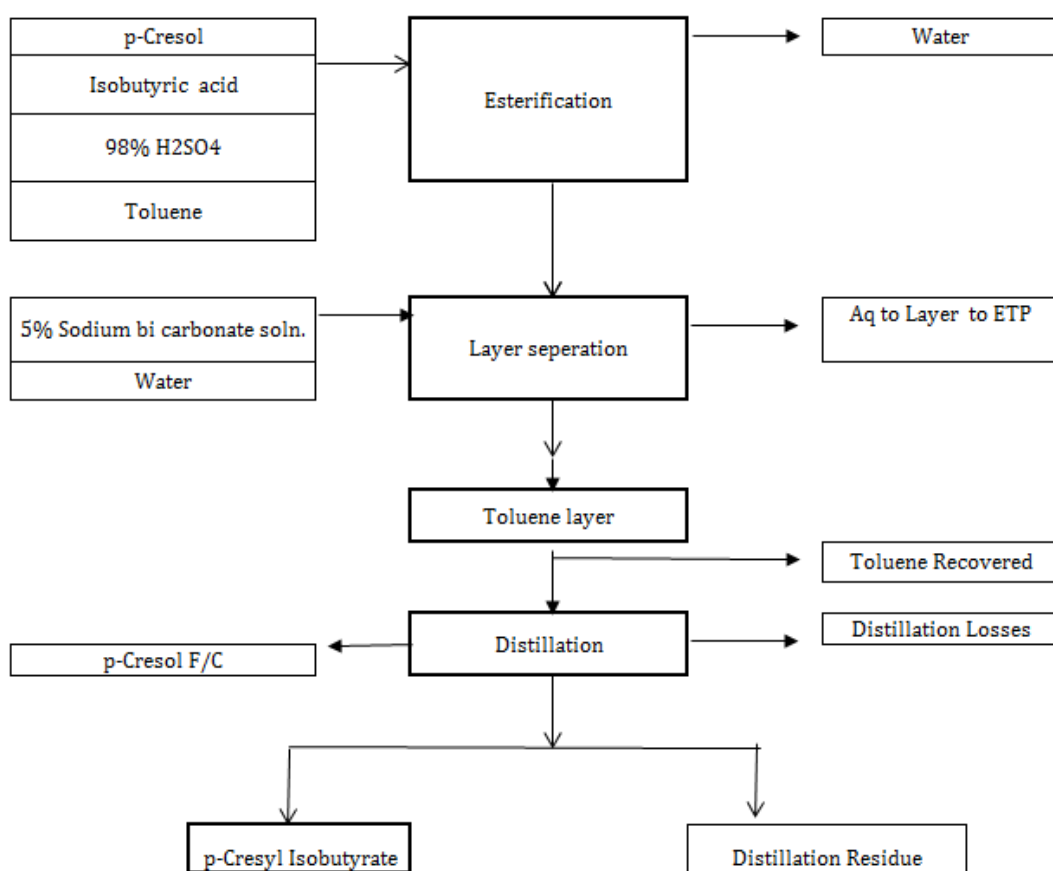 p-Cresol
Isobutyric acid
98% H2SO4
Toluene
Esterification
Water
5% Sodium bi carbonate soln.
Water
Layer seperation
Aq to Layer to ETP
Toluene layer
Toluene Recovered
Distillation
Distillation Losses
p-Cresol F/C
p-Cresyl Isobutyrate
Distillation Residue